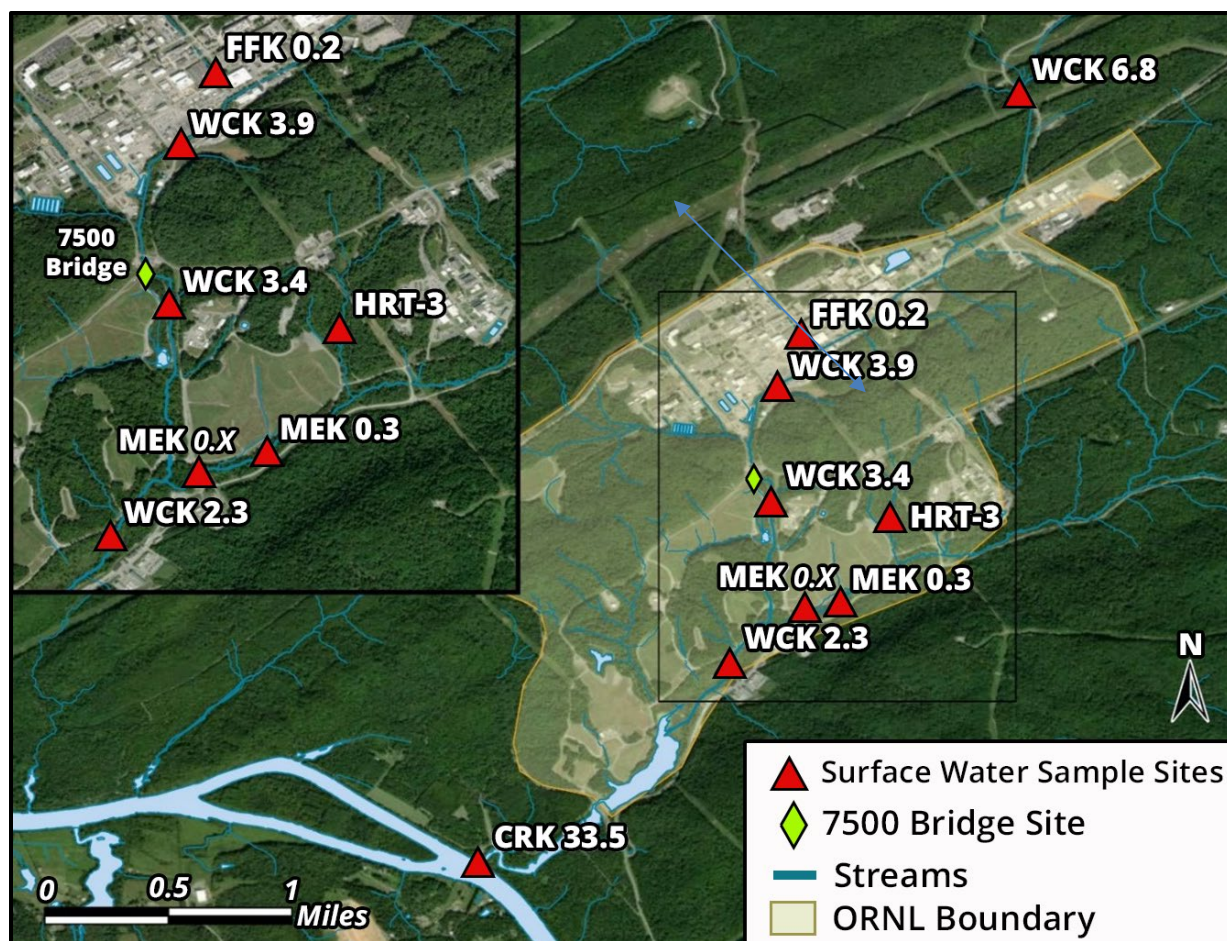 FFK 0.2
WCK 3.9
7500
Bridge
WCK 3.4
HRT-3
MEK 0.X
MEK 0.3
WCK 2.3
WCK 6.8
FFK 0.2
WCK 3.9
WCK 3.4
HRT-3
MEK 0.X
MEK 0.3
WCK 2.3
N
CRK 33.5
0 0.5 1
Miles
Surface Water Sample Sites
7500 Bridge Site
Streams
ORNL Boundary